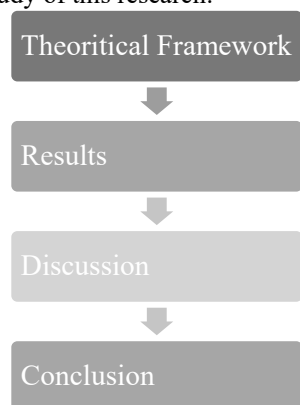 udy of this research.
Theoritical Framework
Results
Discussion
Conclusion